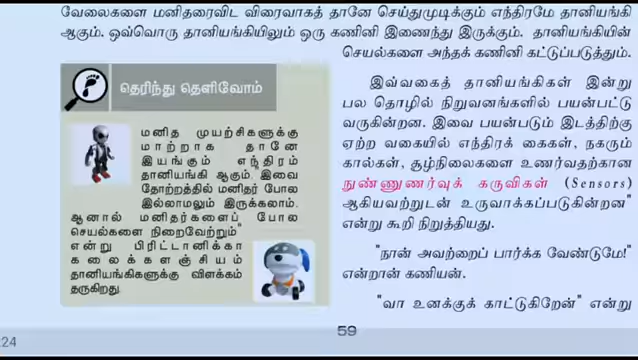 வேலைகளை மனிதரைவிட விரைவாகத் தானே செய்துமுடிக்கும் எந்திரமே தானியங்கி
ஆகும். ஒவ்வொரு தானியங்கியிலும் ஒரு கணினி இணைந்து இருக்கும். தானியங்கியின்
செயல்களை அந்தக் கணினி கட்டுப்படுத்தும்.
தெரிந்து தெளிவோம்
மனித முயற்சிகளுக்கு
மாற்றாக தானே
இயங்கும் எந்திரம்
தானியங்கி ஆகும். இவை
தோற்றத்தில் மனிதர் போல
இல்லாமலும் இருக்கலாம்.
ஆனால் மனிதர்களைப் போல
செயல்களை நிறைவேற்றும்"
என்று பிரிட்டானிக்கா
கலைக்களஞ்சியம்
தானியங்கிகளுக்கு விளக்கம்
தருகிறது.
இவ்வகைத் தானியங்கிகள் இன்று
பல தொழில் நிறுவனங்களில் பயன்பட்டு
வருகின்றன. இவை பயன்படும் இடத்திற்கு
ஏற்ற வகையில் எந்திரக் கைகள், நகரும்
கால்கள், சூழ்நிலைகளை உணர்வதற்கான
நுண்ணுணர்வுக் கருவிகள் (Sensors)
ஆகியவற்றுடன் உருவாக்கப்படுகின்றன"
என்று கூறி நிறுத்தியது.
"நான் அவற்றைப் பார்க்க வேண்டுமே!"
என்றான் கணியன்.
"வா உனக்குக் காட்டுகிறேன்" என்று
59
:24